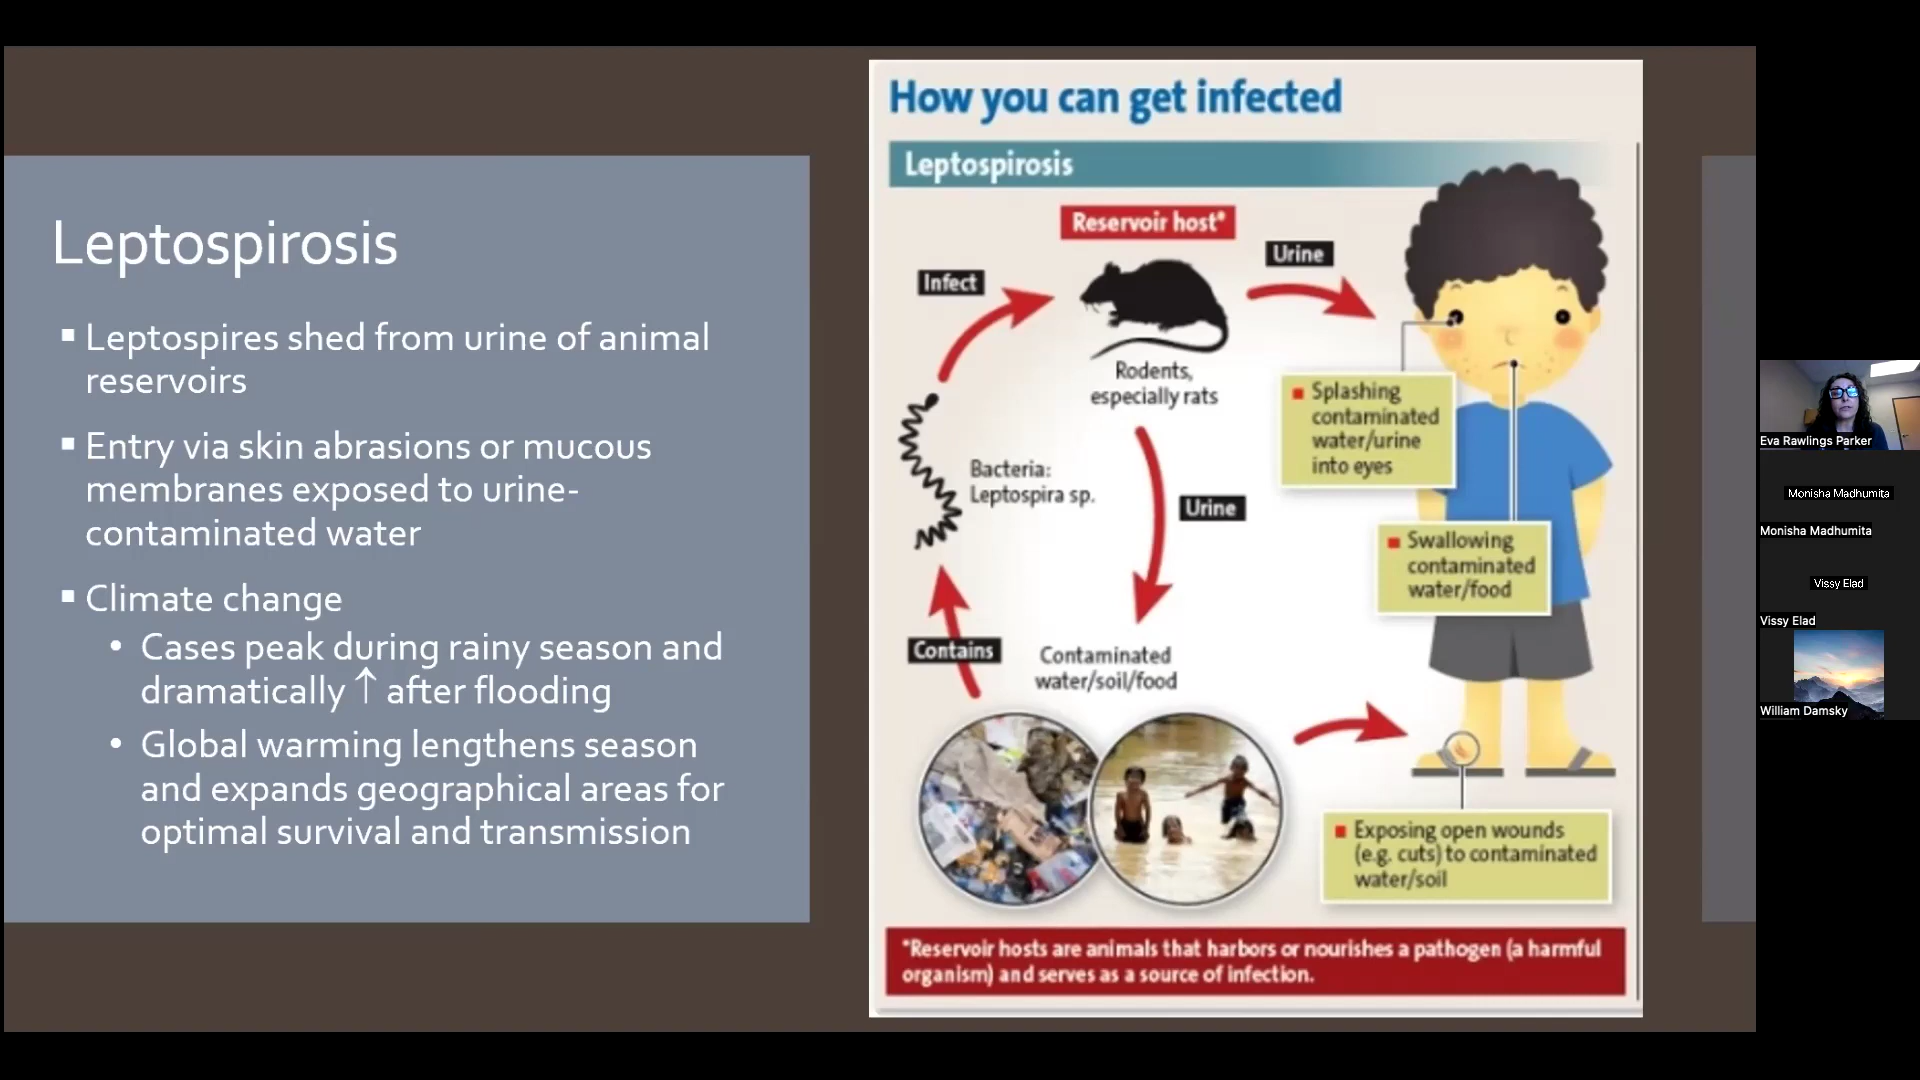 Leptospirosis
▪ Leptospires shed from urine of animal
reservoirs
▪ Entry via skin abrasions or mucous
membranes exposed to urine-
contaminated water
▪ Climate change
• Cases peak during rainy season and
dramatically ↑ after flooding
• Global warming lengthens season
and expands geographical areas for
optimal survival and transmission
How you can get infected
Leptospirosis
Reservoir host*
Urine
Infect
Rodents,
especially rats
Bacteria:
Leptospira sp.
Urine
Contains
Contaminated
water/soil/food
▪ Splashing
contaminated
water/urine
into eyes
▪ Swallowing
contaminated
water/food
▪ Exposing open wounds
(e.g. cuts) to contaminated
water/soil
*Reservoir hosts are animals that harbors or nourishes a pathogen (a harmful
organism) and serves as a source of infection.
Eva Rawlings Parker
Monisha Madhumita
Monisha Madhumita
Vissy Elad
Vissy Elad
William Damsky